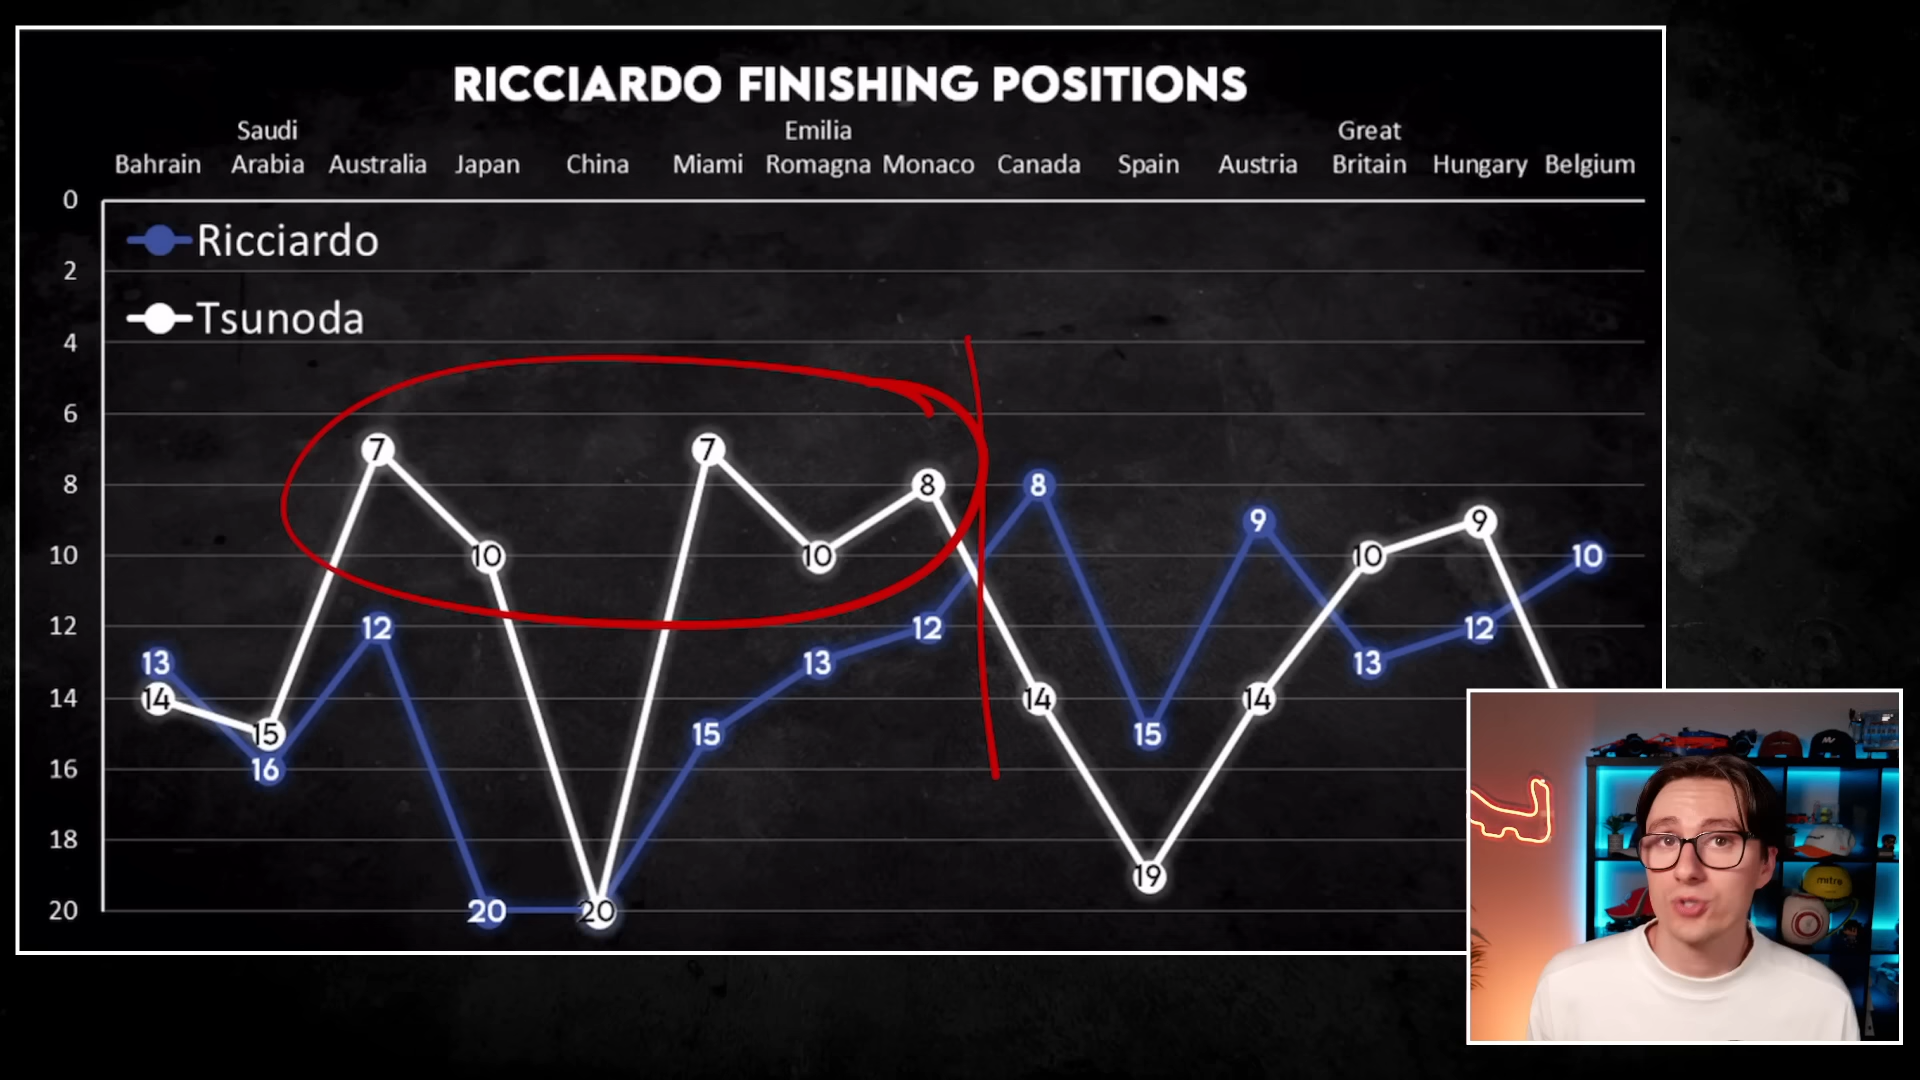 RICCIARDO FINISHING POSITIONS
Bahrain Saudi Arabia Australia Japan China Miami Emilia Romagna Monaco Canada Spain Austria Great Britain Hungary Belgium
0
Ricciardo
2
Tsunoda
4
6
7 7
8 8 8
9 9
10 10 10 10 10
12 12 12 12
13 13 13
14 14 14 14
15 15 15
16 16
18
19
20 20 20
mitre